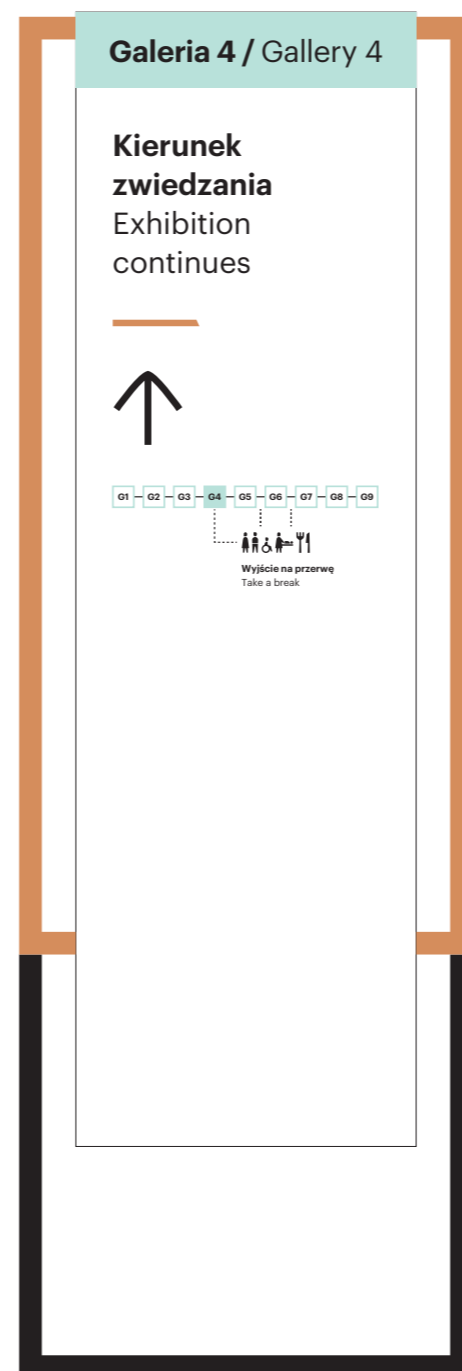 Galeria 4 / Gallery 4
Kierunek
zwiedzania
Exhibition
continues
G1 G2 G3 G4 G5 G6 G7 G8 G9
Wyjście na przerwę
Take a break